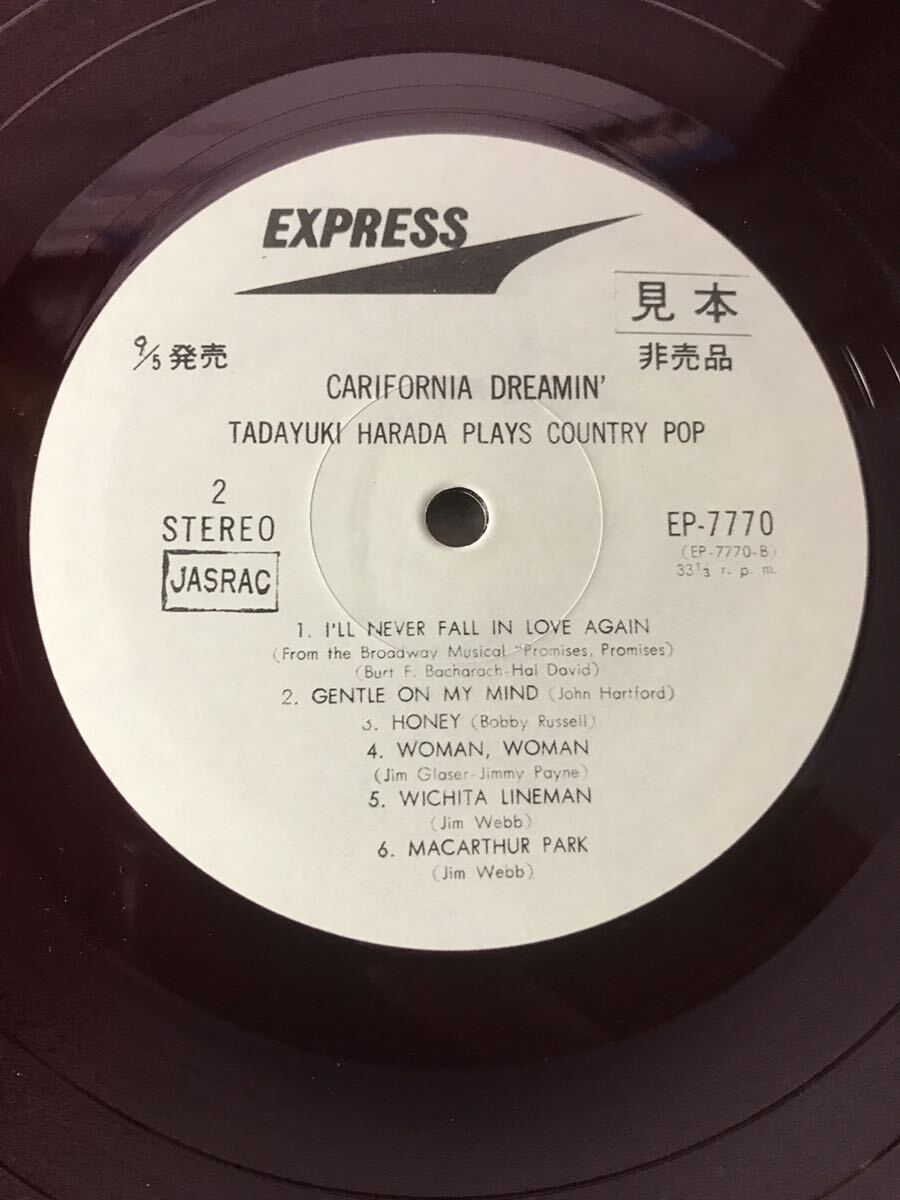 EXPRESS
見本
9/5 発売
非売品
CARIFORNIA DREAMIN'
TADAYUKI HARADA PLAYS COUNTRY POP
2
STEREO
JASRAC
EP-7770
(EP-7770-B)
33 1/3 r. p. m.
1. I'LL NEVER FALL IN LOVE AGAIN
(From the Broadway Musical "Promises, Promises)
(Burt F. Bacharach-Hal David)
2. GENTLE ON MY MIND (John Hartford)
3. HONEY (Bobby Russell)
4. WOMAN, WOMAN
(Jim Glaser-Jimmy Payne)
5. WICHITA LINEMAN
(Jim Webb)
6. MACARTHUR PARK
(Jim Webb)